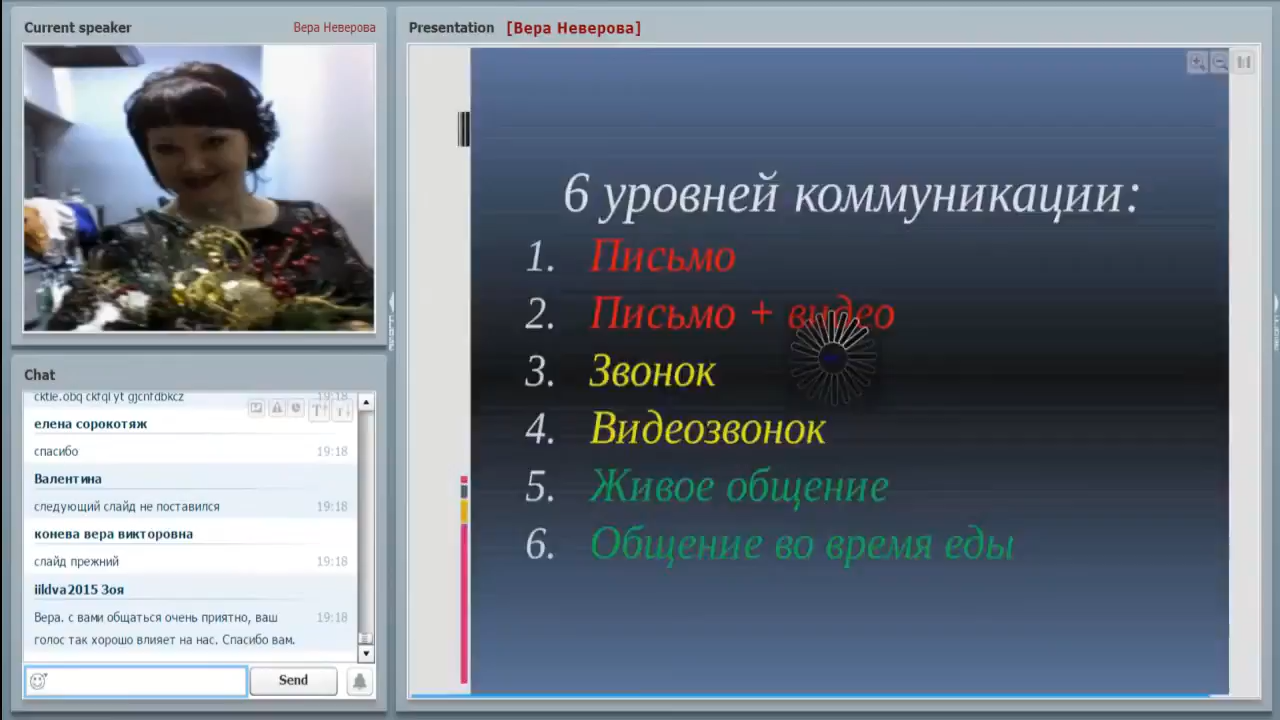 Current speaker
Вера Неверова
Presentation
[Вера Неверова]
Chat
cktle.obq ckfql yt gjcnfdbkcz 19:18
елена сорокотяж
спасибо 19:18
Валентина
следующий слайд не поставился 19:18
конева вера викторовна
слайд прежний 19:18
iildva2015 Зоя
Вера. с вами общаться очень приятно, ваш 19:18
голос так хорошо влияет на нас. Спасибо вам.
Send
6 уровней коммуникации:
1. Письмо
2. Письмо + видео
3. Звонок
4. Видеозвонок
5. Живое общение
6. Общение во время еды